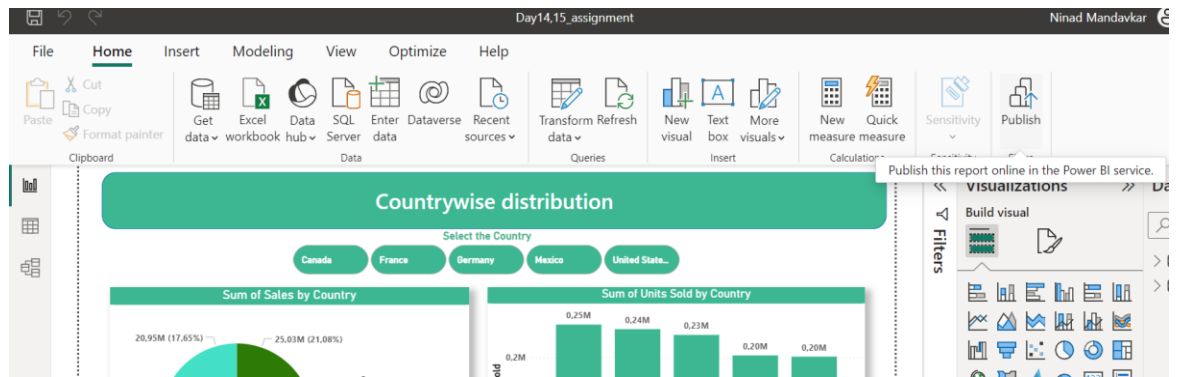 Day14,15_assignment
Ninad Mandavkar
File Home Insert Modeling View Optimize Help
Paste
Cut
Copy
Format painter
Get data
Excel workbook
Data hub
SQL Server
Enter data
Dataverse
Recent sources
Transform data
Refresh
New visual
Text box
More visuals
New measure
Quick measure
Sensitivity
Publish
Clipboard
Data
Queries
Insert
Calculations
Publish this report online in the Power BI service.
Countrywise distribution
Select the Country
Canada France Germany Mexico United State...
Sum of Sales by Country
20,95M (17,65%)
25,03M (21,08%)
Sum of Units Sold by Country
0,25M
0,24M
0,23M
0,20M
0,20M
0,2M
Filters
Visualizations
Build visual